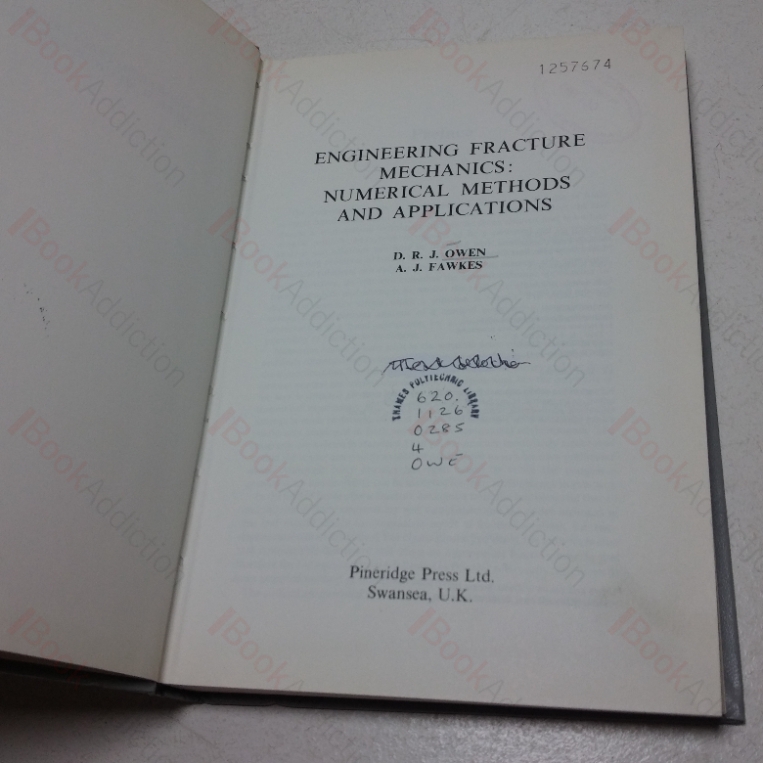 1257674
ENGINEERING FRACTURE
MECHANICS:
NUMERICAL METHODS
AND APPLICATIONS
D. R. J. OWEN
A. J. FAWKES
THAMES POLYTECHNIC LIBRARY
620.
1126
0285
4
OWE
Pineridge Press Ltd.
Swansea, U.K.
iBookAddiction